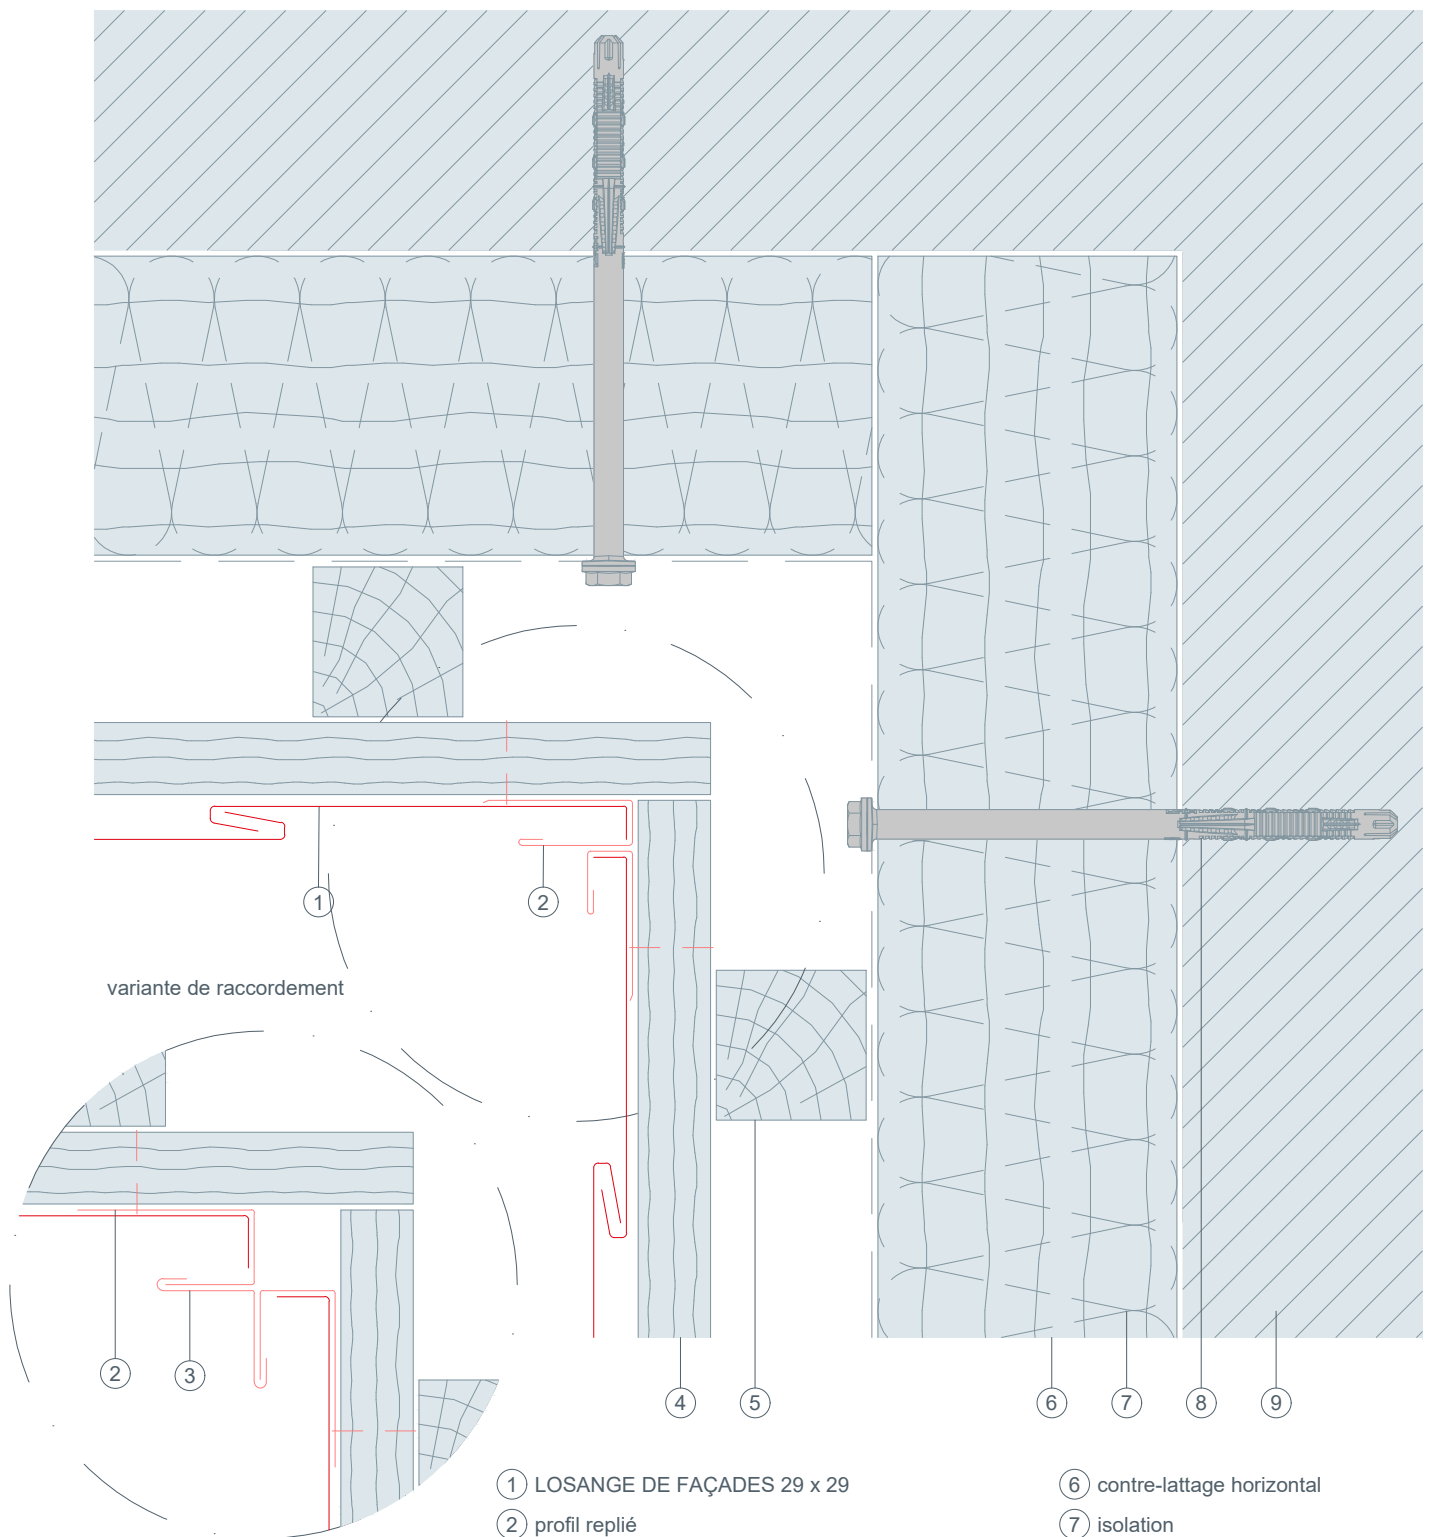 1
2
variante de raccordement
2
3
4
5
6
7
8
9
1 LOSANGE DE FAÇADES 29 x 29
2 profil replié
6 contre-lattage horizontal
7 isolation